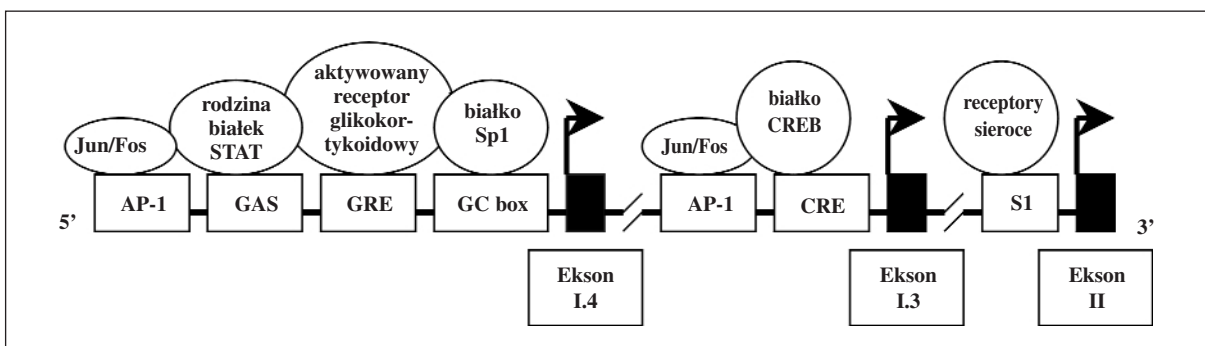 Jun/Fos
rodzina
białek
STAT
aktywowany
receptor
glikokor-
tykoidowy
białko
Sp1
Jun/Fos
białko
CREB
receptory
sieroce
5’
AP-1
GAS
GRE
GC box
AP-1
CRE
S1
3’
Ekson
I.4
Ekson
I.3
Ekson
II